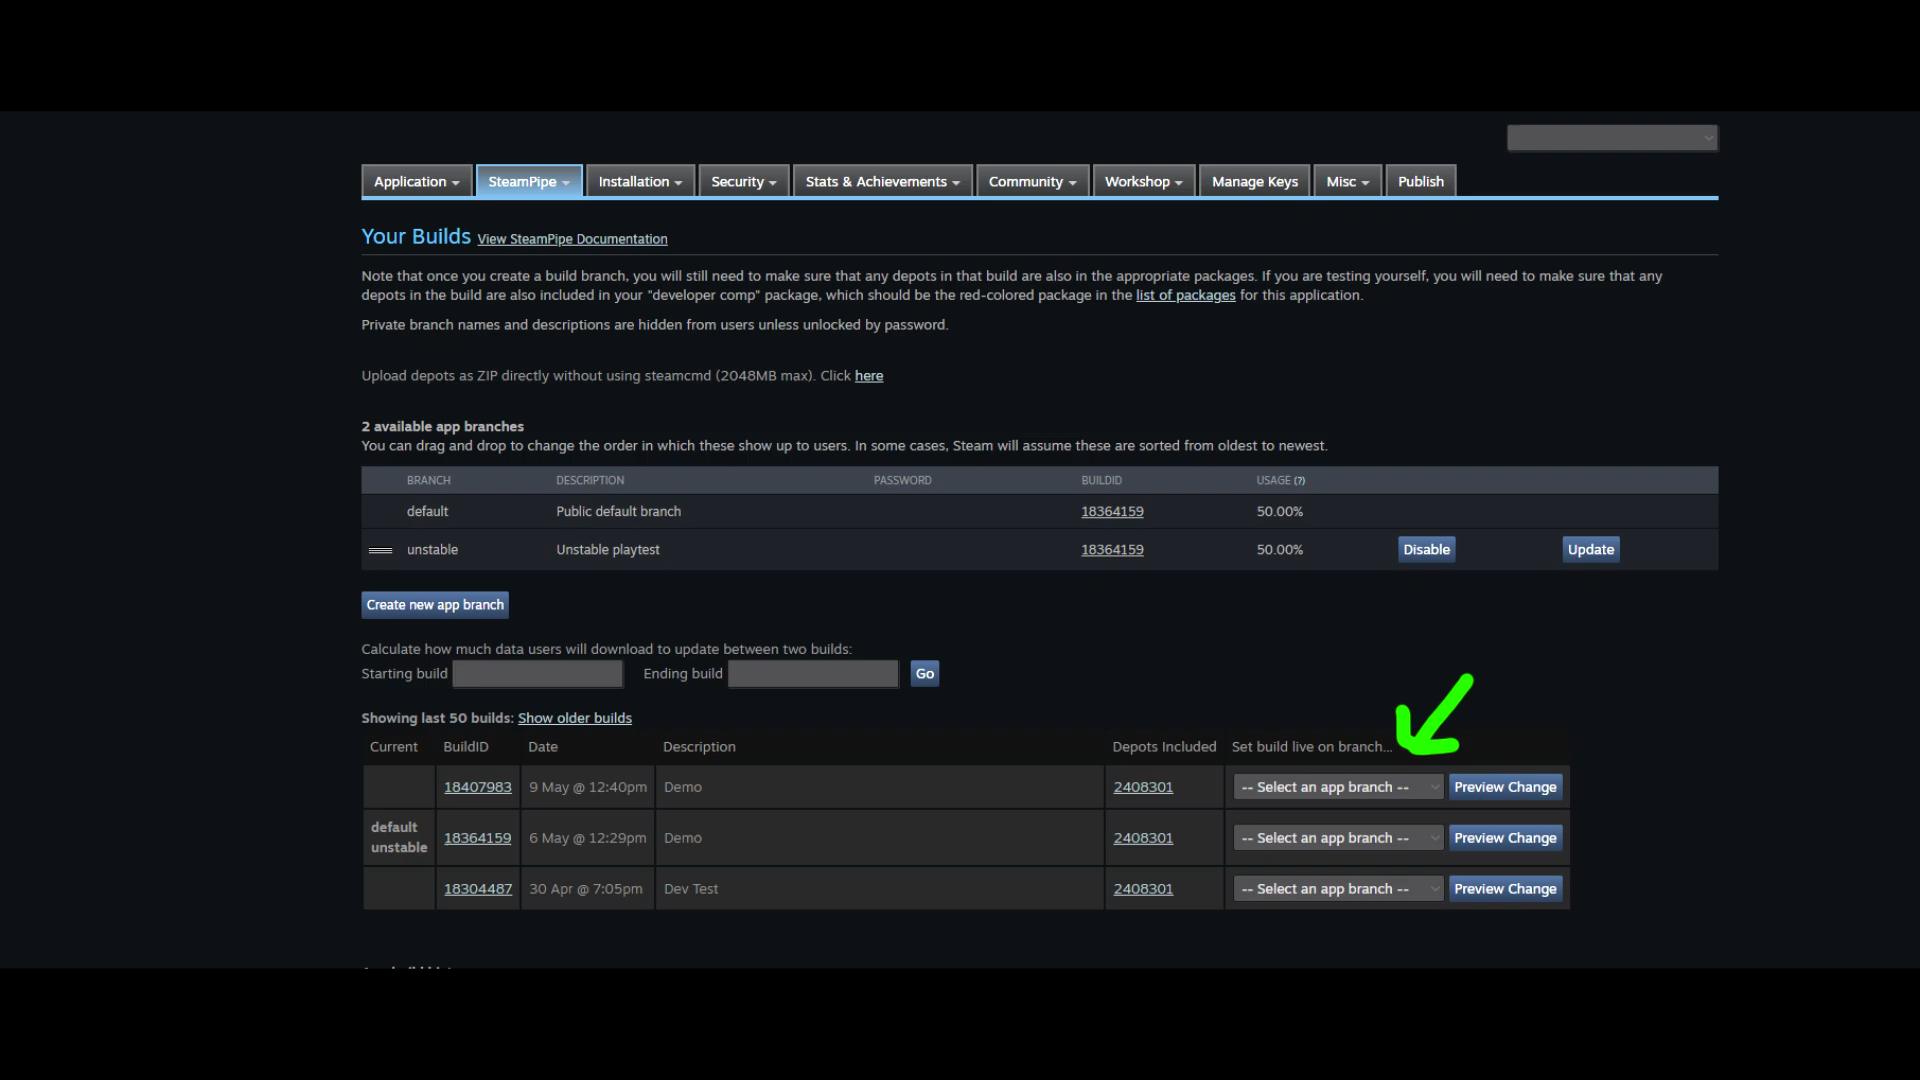 Application SteamPipe Installation Security Stats & Achievements Community Workshop Manage Keys Misc Publish
Your Builds View SteamPipe Documentation
Note that once you create a build branch, you will still need to make sure that any depots in that build are also in the appropriate packages. If you are testing yourself, you will need to make sure that any
depots in the build are also included in your "developer comp" package, which should be the red-colored package in the list of packages for this application.
Private branch names and descriptions are hidden from users unless unlocked by password.
Upload depots as ZIP directly without using steamcmd (2048MB max). Click here
2 available app branches
You can drag and drop to change the order in which these show up to users. In some cases, Steam will assume these are sorted from oldest to newest.
BRANCH DESCRIPTION PASSWORD BUILDID USAGE (?)
default Public default branch 18364159 50.00%
unstable Unstable playtest 18364159 50.00% Disable Update
Create new app branch
Calculate how much data users will download to update between two builds:
Starting build Ending build Go
Showing last 50 builds: Show older builds
Current BuildID Date Description Depots Included Set build live on branch...
18407983 9 May @ 12:40pm Demo 2408301 -- Select an app branch -- Preview Change
default
unstable 18364159 6 May @ 12:29pm Demo 2408301 -- Select an app branch -- Preview Change
18304487 30 Apr @ 7:05pm Dev Test 2408301 -- Select an app branch -- Preview Change